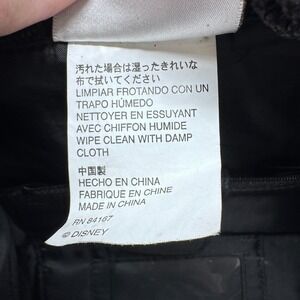 汚れた場合は湿ったきれいな
布で拭いてください
LIMPIAR FROTANDO CON UN
TRAPO HÚMEDO
NETTOYER EN ESSUYANT
AVEC CHIFFON HUMIDE
WIPE CLEAN WITH DAMP
CLOTH
中国製
HECHO EN CHINA
FABRIQUE EN CHINE
MADE IN CHINA
RN 84167
© DISNEY